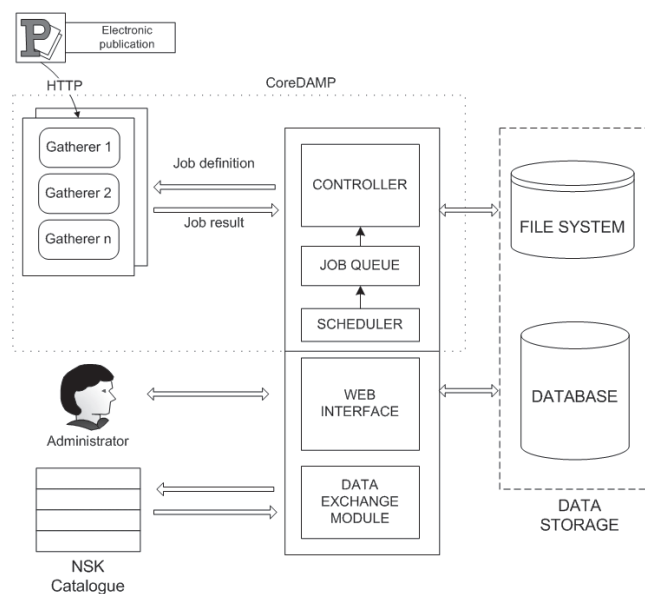 P
Electronic
publication
HTTP
CoreDAMP
Gatherer 1
Gatherer 2
Gatherer n
Job definition
Job result
CONTROLLER
JOB QUEUE
SCHEDULER
FILE SYSTEM
Administrator
WEB
INTERFACE
DATABASE
NSK
Catalogue
DATA
EXCHANGE
MODULE
DATA
STORAGE